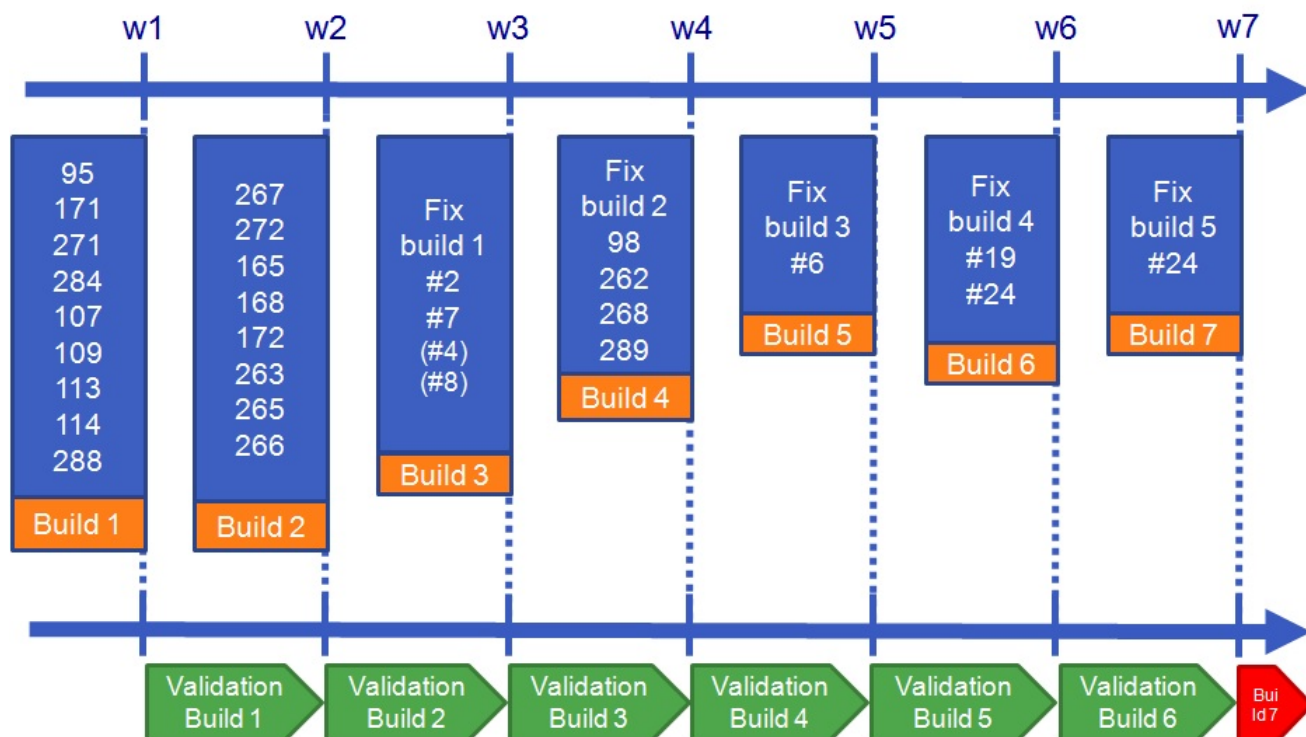 w1 w2 w3 w4 w5 w6 w7
95
171
271
284
107
109
113
114
288
Build 1
267
272
165
168
172
263
265
266
Build 2
Fix
build 1
#2
#7
(#4)
(#8)
Build 3
Fix
build 2
98
262
268
289
Build 4
Fix
build 3
#6
Build 5
Fix
build 4
#19
#24
Build 6
Fix
build 5
#24
Build 7
Validation
Build 1
Validation
Build 2
Validation
Build 3
Validation
Build 4
Validation
Build 5
Validation
Build 6
Bui
ld 7